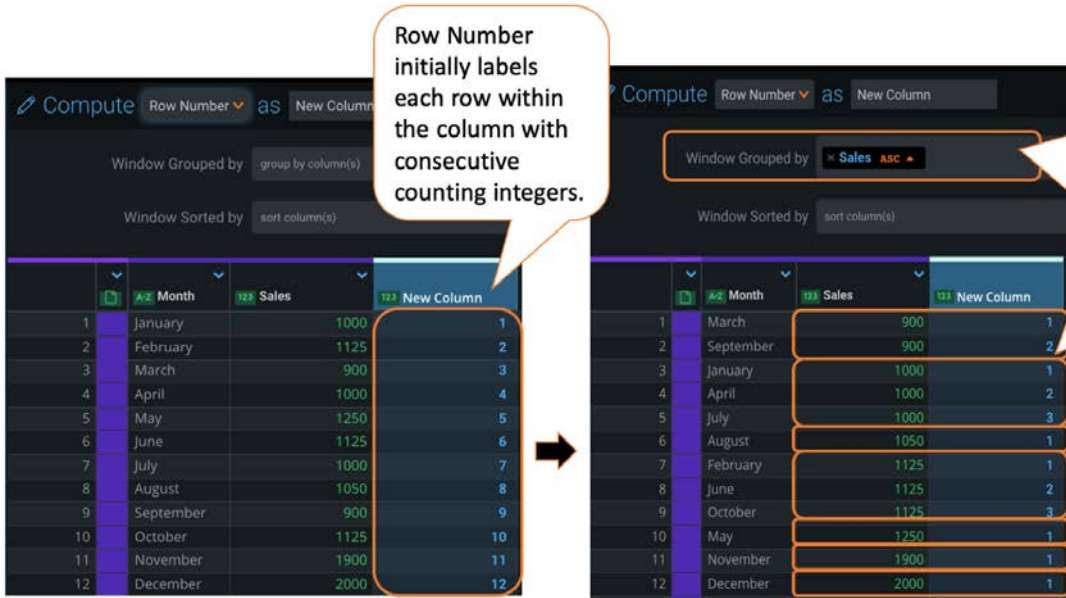 Row Number
initially labels
each row within
the column with
consecutive
counting integers.
Compute Row Number as New Column
Window Grouped by group by column(s)
Window Sorted by sort column(s)
A-Z Month 123 Sales 123 New Column
1 January 1000 1
2 February 1125 2
3 March 900 3
4 April 1000 4
5 May 1250 5
6 June 1125 6
7 July 1000 7
8 August 1050 8
9 September 900 9
10 October 1125 10
11 November 1900 11
12 December 2000 12
Compute Row Number as New Column
Window Grouped by × Sales ASC
Window Sorted by sort column(s)
A-Z Month 123 Sales 123 New Column
1 March 900 1
2 September 900 2
3 January 1000 1
4 April 1000 2
5 July 1000 3
6 August 1050 1
7 February 1125 1
8 June 1125 2
9 October 1125 3
10 May 1250 1
11 November 1900 1
12 December 2000 1